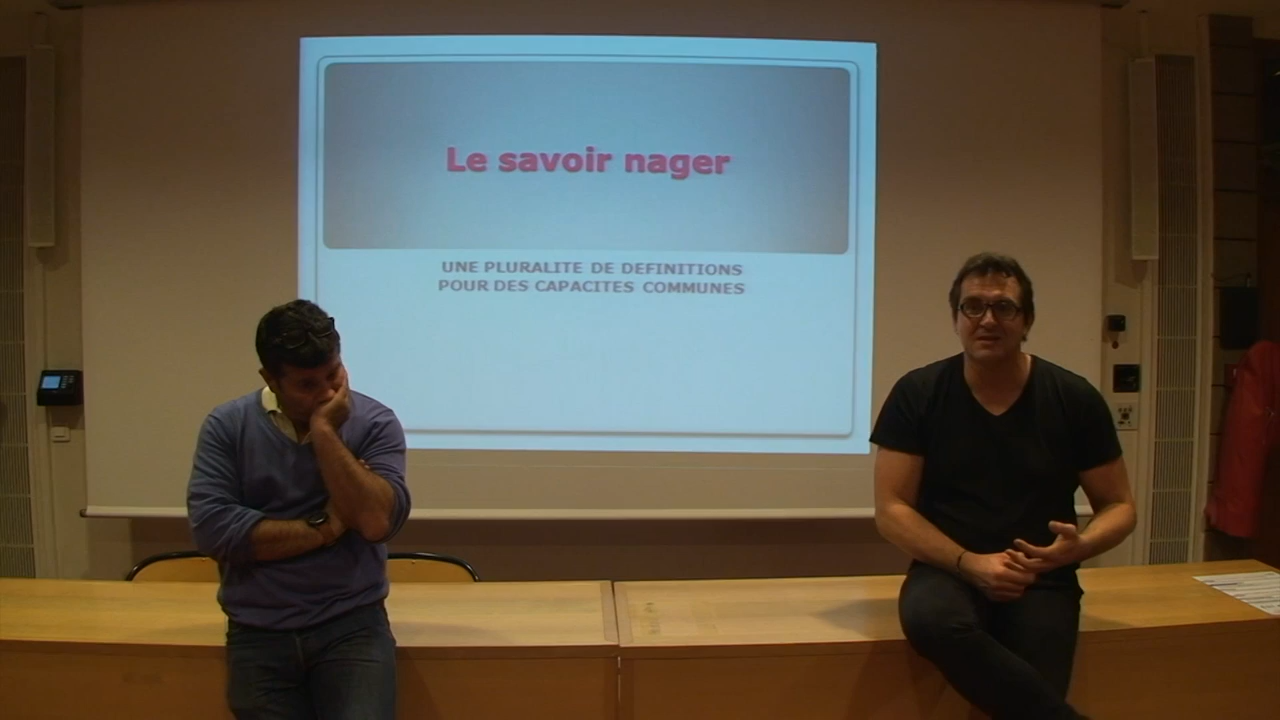 Le savoir nager
UNE PLURALITE DE DEFINITIONS
POUR DES CAPACITES COMMUNES